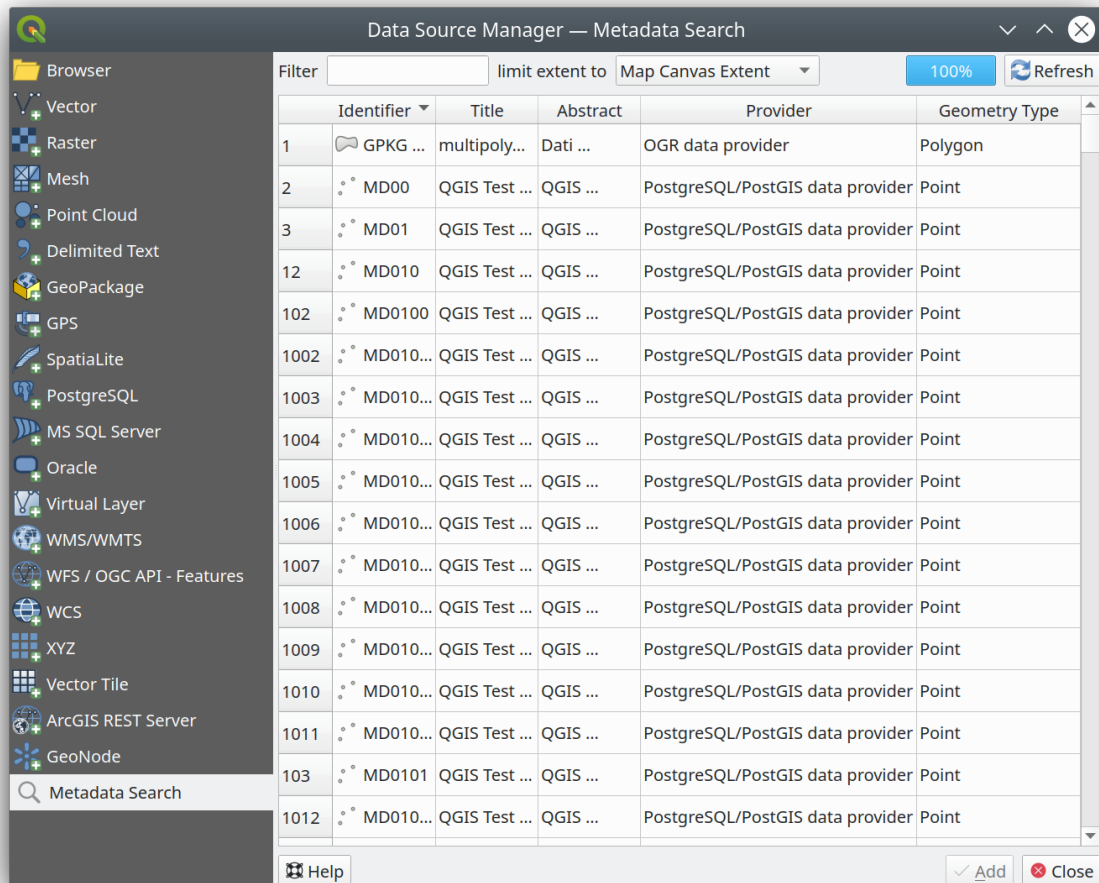 Data Source Manager — Metadata Search
Browser
Vector
Raster
Mesh
Point Cloud
Delimited Text
GeoPackage
GPS
SpatiaLite
PostgreSQL
MS SQL Server
Oracle
Virtual Layer
WMS/WMTS
WFS / OGC API - Features
WCS
XYZ
Vector Tile
ArcGIS REST Server
GeoNode
Metadata Search
Filter limit extent to Map Canvas Extent 100% Refresh
Identifier Title Abstract Provider Geometry Type
1 GPKG ... multipoly... Dati ... OGR data provider Polygon
2 MD00 QGIS Test ... QGIS ... PostgreSQL/PostGIS data provider Point
3 MD01 QGIS Test ... QGIS ... PostgreSQL/PostGIS data provider Point
12 MD010 QGIS Test ... QGIS ... PostgreSQL/PostGIS data provider Point
102 MD0100 QGIS Test ... QGIS ... PostgreSQL/PostGIS data provider Point
1002 MD010... QGIS Test ... QGIS ... PostgreSQL/PostGIS data provider Point
1003 MD010... QGIS Test ... QGIS ... PostgreSQL/PostGIS data provider Point
1004 MD010... QGIS Test ... QGIS ... PostgreSQL/PostGIS data provider Point
1005 MD010... QGIS Test ... QGIS ... PostgreSQL/PostGIS data provider Point
1006 MD010... QGIS Test ... QGIS ... PostgreSQL/PostGIS data provider Point
1007 MD010... QGIS Test ... QGIS ... PostgreSQL/PostGIS data provider Point
1008 MD010... QGIS Test ... QGIS ... PostgreSQL/PostGIS data provider Point
1009 MD010... QGIS Test ... QGIS ... PostgreSQL/PostGIS data provider Point
1010 MD010... QGIS Test ... QGIS ... PostgreSQL/PostGIS data provider Point
1011 MD010... QGIS Test ... QGIS ... PostgreSQL/PostGIS data provider Point
103 MD0101 QGIS Test ... QGIS ... PostgreSQL/PostGIS data provider Point
1012 MD010... QGIS Test ... QGIS ... PostgreSQL/PostGIS data provider Point
Help Add Close